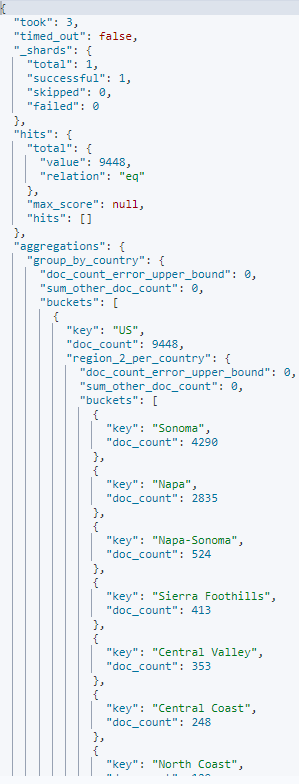 {
"took": 3,
"timed_out": false,
"_shards": {
"total": 1,
"successful": 1,
"skipped": 0,
"failed": 0
},
"hits": {
"total": {
"value": 9448,
"relation": "eq"
},
"max_score": null,
"hits": []
},
"aggregations": {
"group_by_country": {
"doc_count_error_upper_bound": 0,
"sum_other_doc_count": 0,
"buckets": [
{
"key": "US",
"doc_count": 9448,
"region_2_per_country": {
"doc_count_error_upper_bound": 0,
"sum_other_doc_count": 0,
"buckets": [
{
"key": "Sonoma",
"doc_count": 4290
},
{
"key": "Napa",
"doc_count": 2835
},
{
"key": "Napa-Sonoma",
"doc_count": 524
},
{
"key": "Sierra Foothills",
"doc_count": 413
},
{
"key": "Central Valley",
"doc_count": 353
},
{
"key": "Central Coast",
"doc_count": 248
},
{
"key": "North Coast",